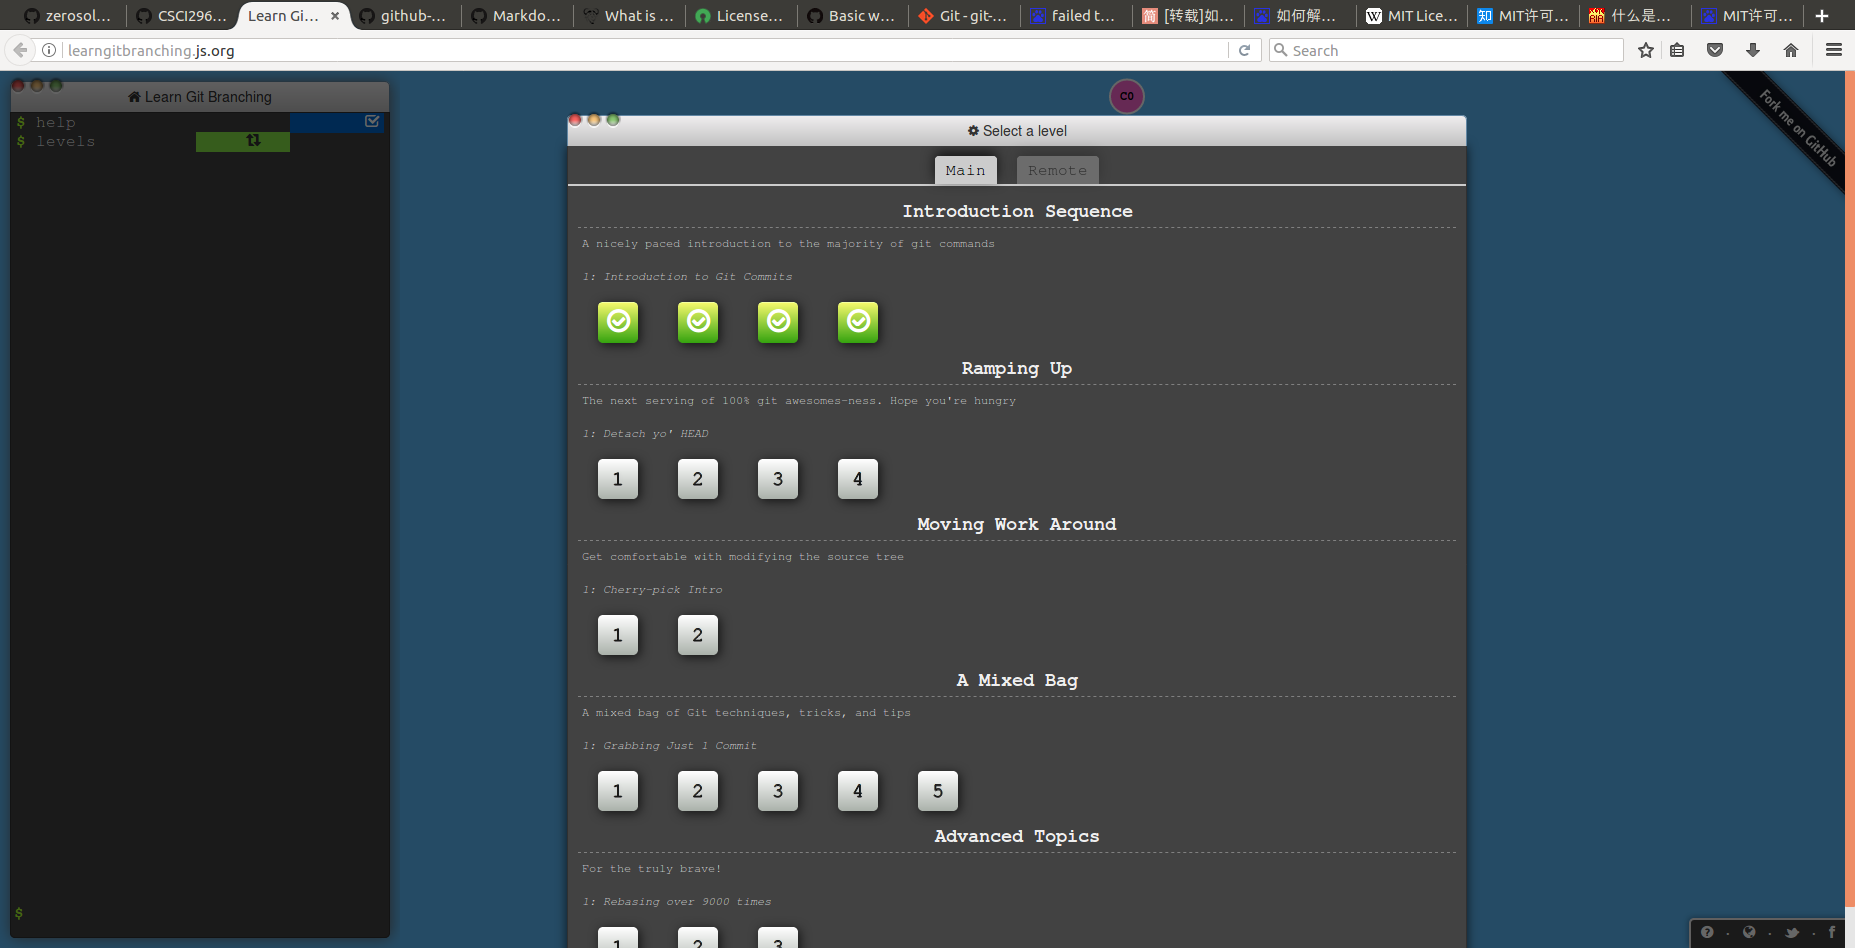 zerosol... CSCI296... Learn Gi... × github-... Markdo... What is ... License... Basic w... Git - git-... failed t... [转载]如... 如何解... MIT Lice... MIT许可... 什么是... MIT许可...
learngitbranching.js.org Search
Learn Git Branching
$ help
$ levels
$
C0
Fork me on GitHub
Select a level
Main Remote
Introduction Sequence
A nicely paced introduction to the majority of git commands
1: Introduction to Git Commits
Ramping Up
The next serving of 100% git awesomes-ness. Hope you're hungry
1: Detach yo' HEAD
1 2 3 4
Moving Work Around
Get comfortable with modifying the source tree
1: Cherry-pick Intro
1 2
A Mixed Bag
A mixed bag of Git techniques, tricks, and tips
1: Grabbing Just 1 Commit
1 2 3 4 5
Advanced Topics
For the truly brave!
1: Rebasing over 9000 times
1 2 3